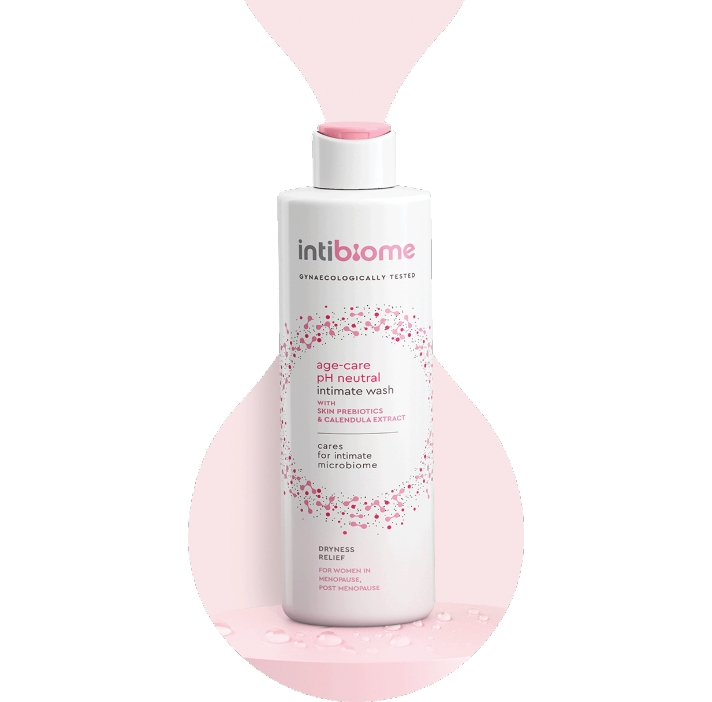 intibiome
GYNAECOLOGICALLY TESTED
age-care
pH neutral
intimate wash
WITH
SKIN PREBIOTICS
& CALENDULA EXTRACT
cares
for intimate
microbiome
DRYNESS
RELIEF
FOR WOMEN IN
MENOPAUSE,
POST MENOPAUSE